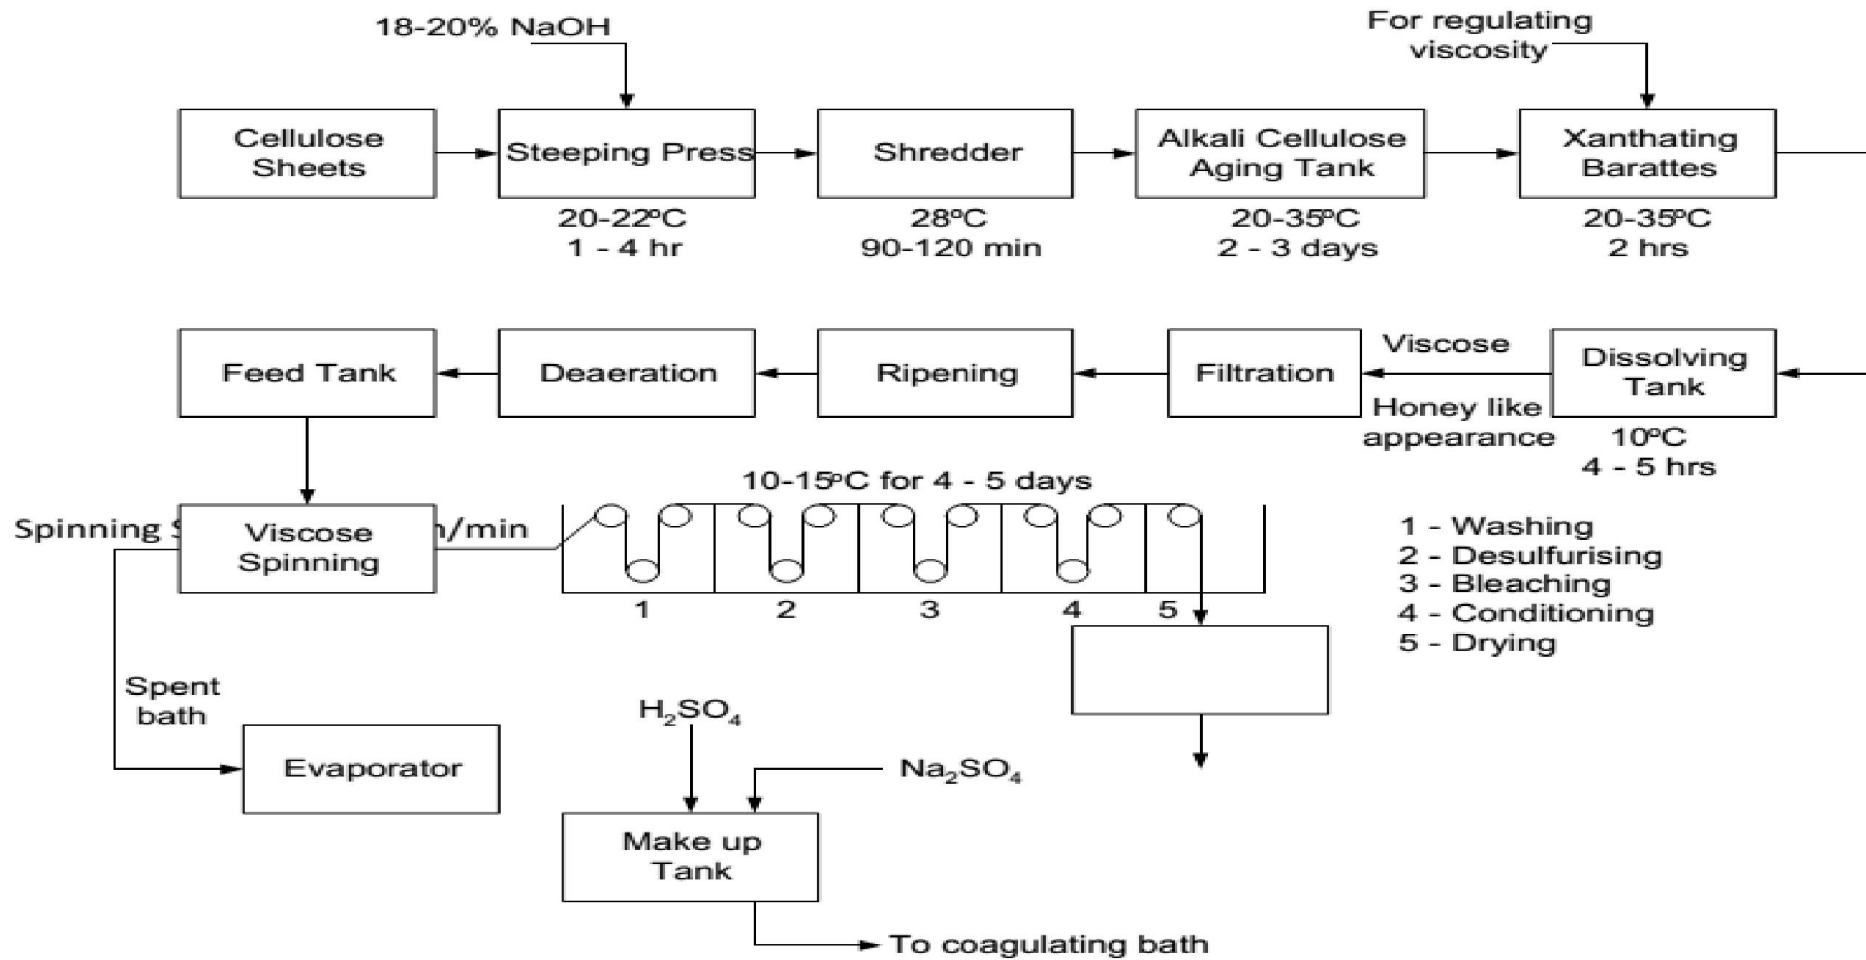 18-20% NaOH
For regulating
viscosity
Cellulose
Sheets
Steeping Press
Shredder
Alkali Cellulose
Aging Tank
Xanthating
Barattes
20-22ºC
1 - 4 hr
28ºC
90-120 min
20-35ºC
2 - 3 days
20-35ºC
2 hrs
Feed Tank
Deaeration
Ripening
Filtration
Viscose
Honey like
appearance
Dissolving
Tank
10ºC
4 - 5 hrs
10-15ºC for 4 - 5 days
Spinning
/min
Viscose
Spinning
1
2
3
4
5
1 - Washing
2 - Desulfurising
3 - Bleaching
4 - Conditioning
5 - Drying
Spent
bath
Evaporator
H₂SO₄
Na₂SO₄
Make up
Tank
To coagulating bath